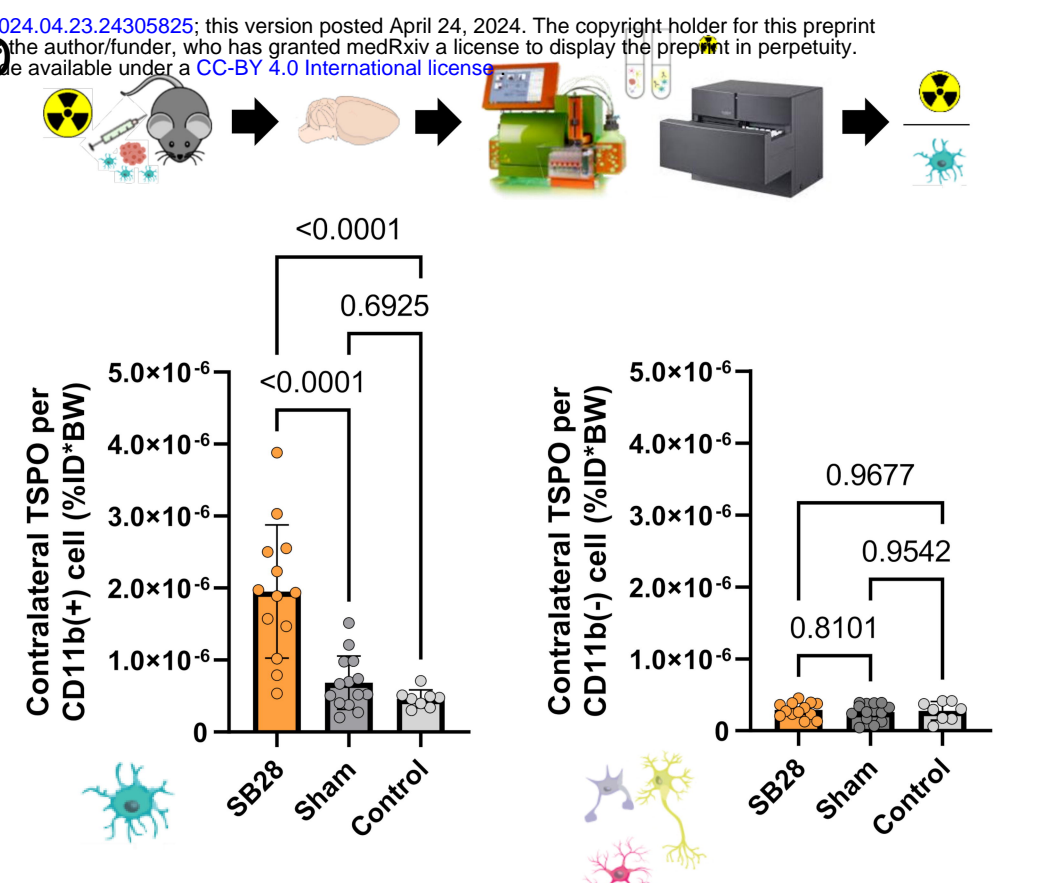 024.04.23.24305825; this version posted April 24, 2024. The copyright holder for this preprint
the author/funder, who has granted medRxiv a license to display the preprint in perpetuity.
de available under a CC-BY 4.0 International license
<0.0001
0.6925
<0.0001
Contralateral TSPO per
CD11b(+) cell (%ID*BW)
5.0×10⁻⁶
4.0×10⁻⁶
3.0×10⁻⁶
2.0×10⁻⁶
1.0×10⁻⁶
0
SB28
Sham
Control
Contralateral TSPO per
CD11b(-) cell (%ID*BW)
5.0×10⁻⁶
4.0×10⁻⁶
3.0×10⁻⁶
2.0×10⁻⁶
1.0×10⁻⁶
0
0.9677
0.9542
0.8101
SB28
Sham
Control